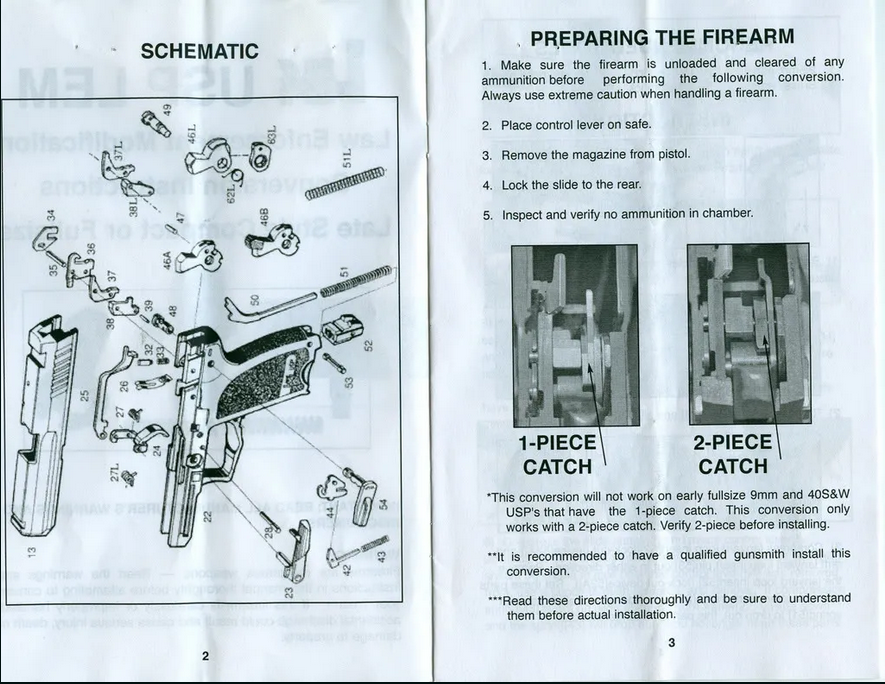 SCHEMATIC
49
46L
63L
37L
62L
51L
38L
34
47
46B
35
36
46A
37
51
38
39
48
50
52
32
33
53
25
26
27
24
27L
22
44
54
28
13
23
42
43
2
PREPARING THE FIREARM
1. Make sure the firearm is unloaded and cleared of any
ammunition before performing the following conversion.
Always use extreme caution when handling a firearm.
2. Place control lever on safe.
3. Remove the magazine from pistol.
4. Lock the slide to the rear.
5. Inspect and verify no ammunition in chamber.
1-PIECE
CATCH
2-PIECE
CATCH
*This conversion will not work on early fullsize 9mm and 40S&W
USP's that have the 1-piece catch. This conversion only
works with a 2-piece catch. Verify 2-piece before installing.
**It is recommended to have a qualified gunsmith install this
conversion.
***Read these directions thoroughly and be sure to understand
them before actual installation.
3